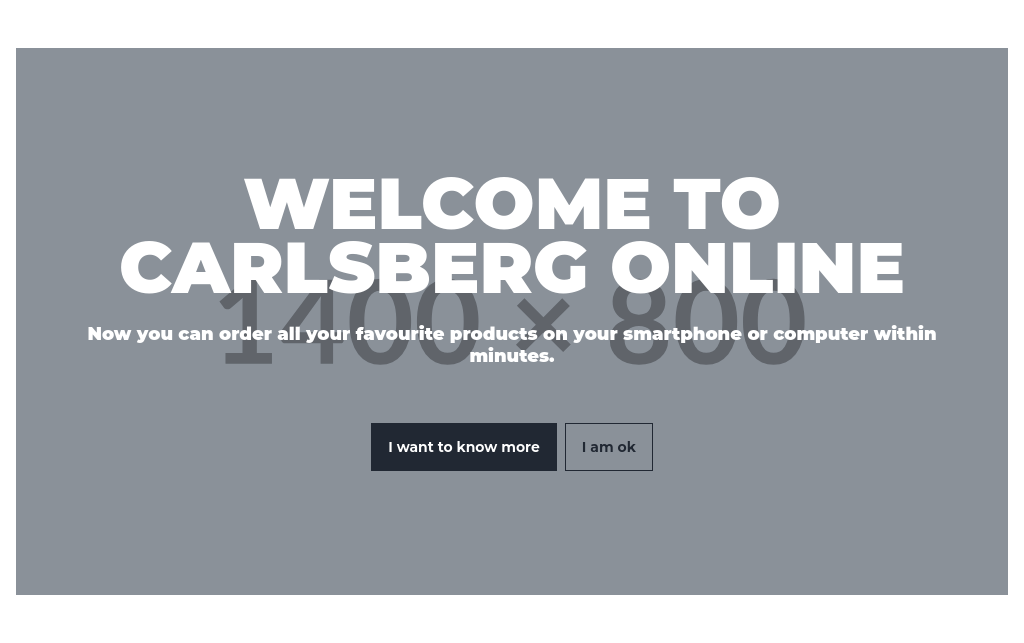 WELCOME TO
CARLSBERG ONLINE
1400 × 800
Now you can order all your favourite products on your smartphone or computer within
minutes.
I want to know more
I am ok